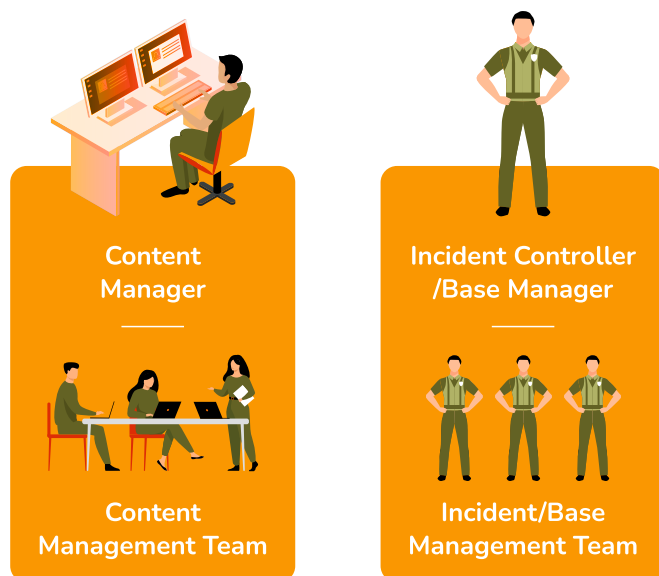 Content
Manager
Content
Management Team
Incident Controller
/Base Manager
Incident/Base
Management Team